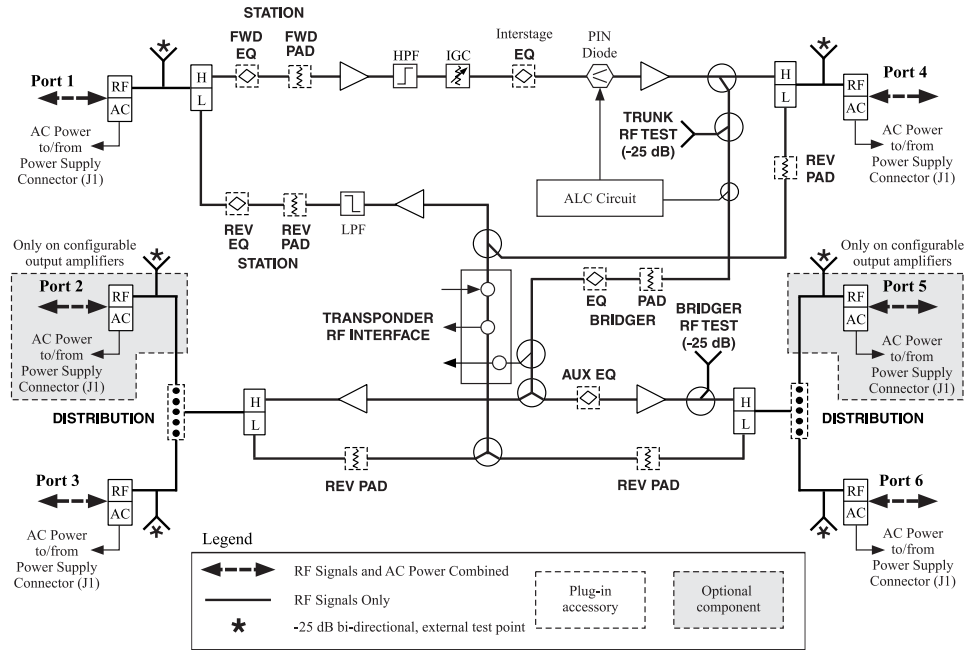 STATION
FWD
EQ
FWD
PAD
HPF
IGC
Interstage
EQ
PIN
Diode
Port 1
RF
AC
H
L
AC Power
to/from
Power Supply
Connector (J1)
H
L
RF
AC
Port 4
AC Power
to/from
Power Supply
Connector (J1)
TRUNK
RF TEST
(-25 dB)
REV
PAD
ALC Circuit
REV
EQ
REV
PAD
LPF
STATION
Only on configurable
output amplifiers
Port 2
RF
AC
AC Power
to/from
Power Supply
Connector (J1)
TRANSPONDER
RF INTERFACE
EQ
PAD
BRIDGER
BRIDGER
RF TEST
(-25 dB)
Only on configurable
output amplifiers
RF
AC
Port 5
AC Power
to/from
Power Supply
Connector (J1)
DISTRIBUTION
H
L
AUX EQ
H
L
DISTRIBUTION
REV PAD
REV PAD
Port 3
RF
AC
AC Power
to/from
Power Supply
Connector (J1)
RF
AC
Port 6
AC Power
to/from
Power Supply
Connector (J1)
Legend
RF Signals and AC Power Combined
RF Signals Only
-25 dB bi-directional, external test point
Plug-in
accessory
Optional
component